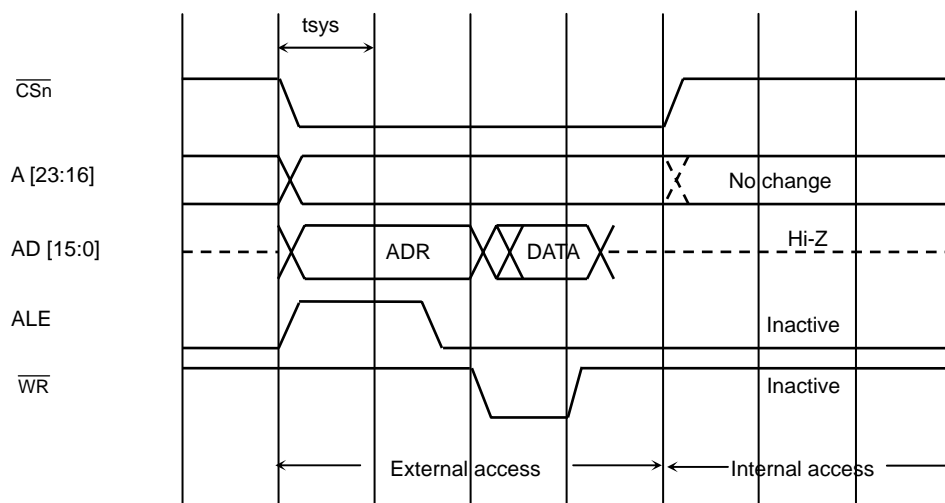 tsys
CSn
A [23:16]
No change
AD [15:0]
ADR
DATA
Hi-Z
ALE
Inactive
WR
Inactive
External access
Internal access